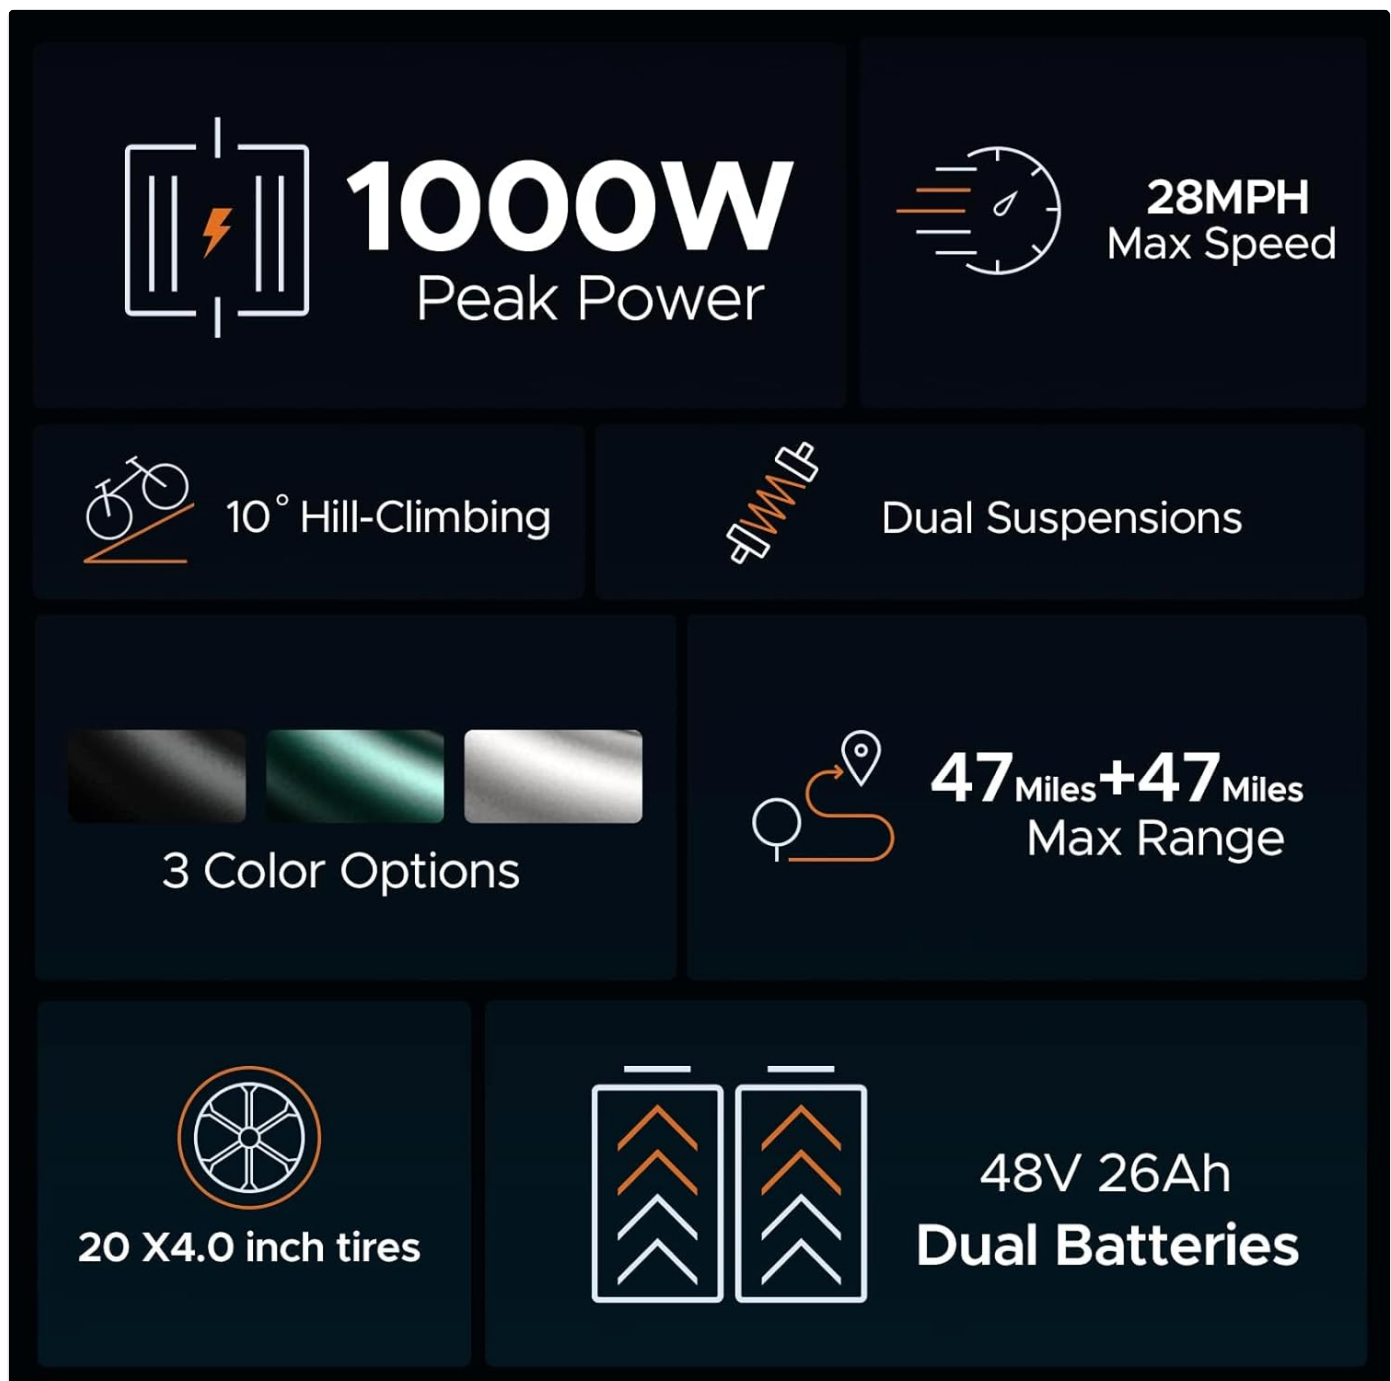 1000W
Peak Power
28MPH
Max Speed
10° Hill-Climbing
Dual Suspensions
3 Color Options
47Miles+47Miles
Max Range
20 X4.0 inch tires
48V 26Ah
Dual Batteries